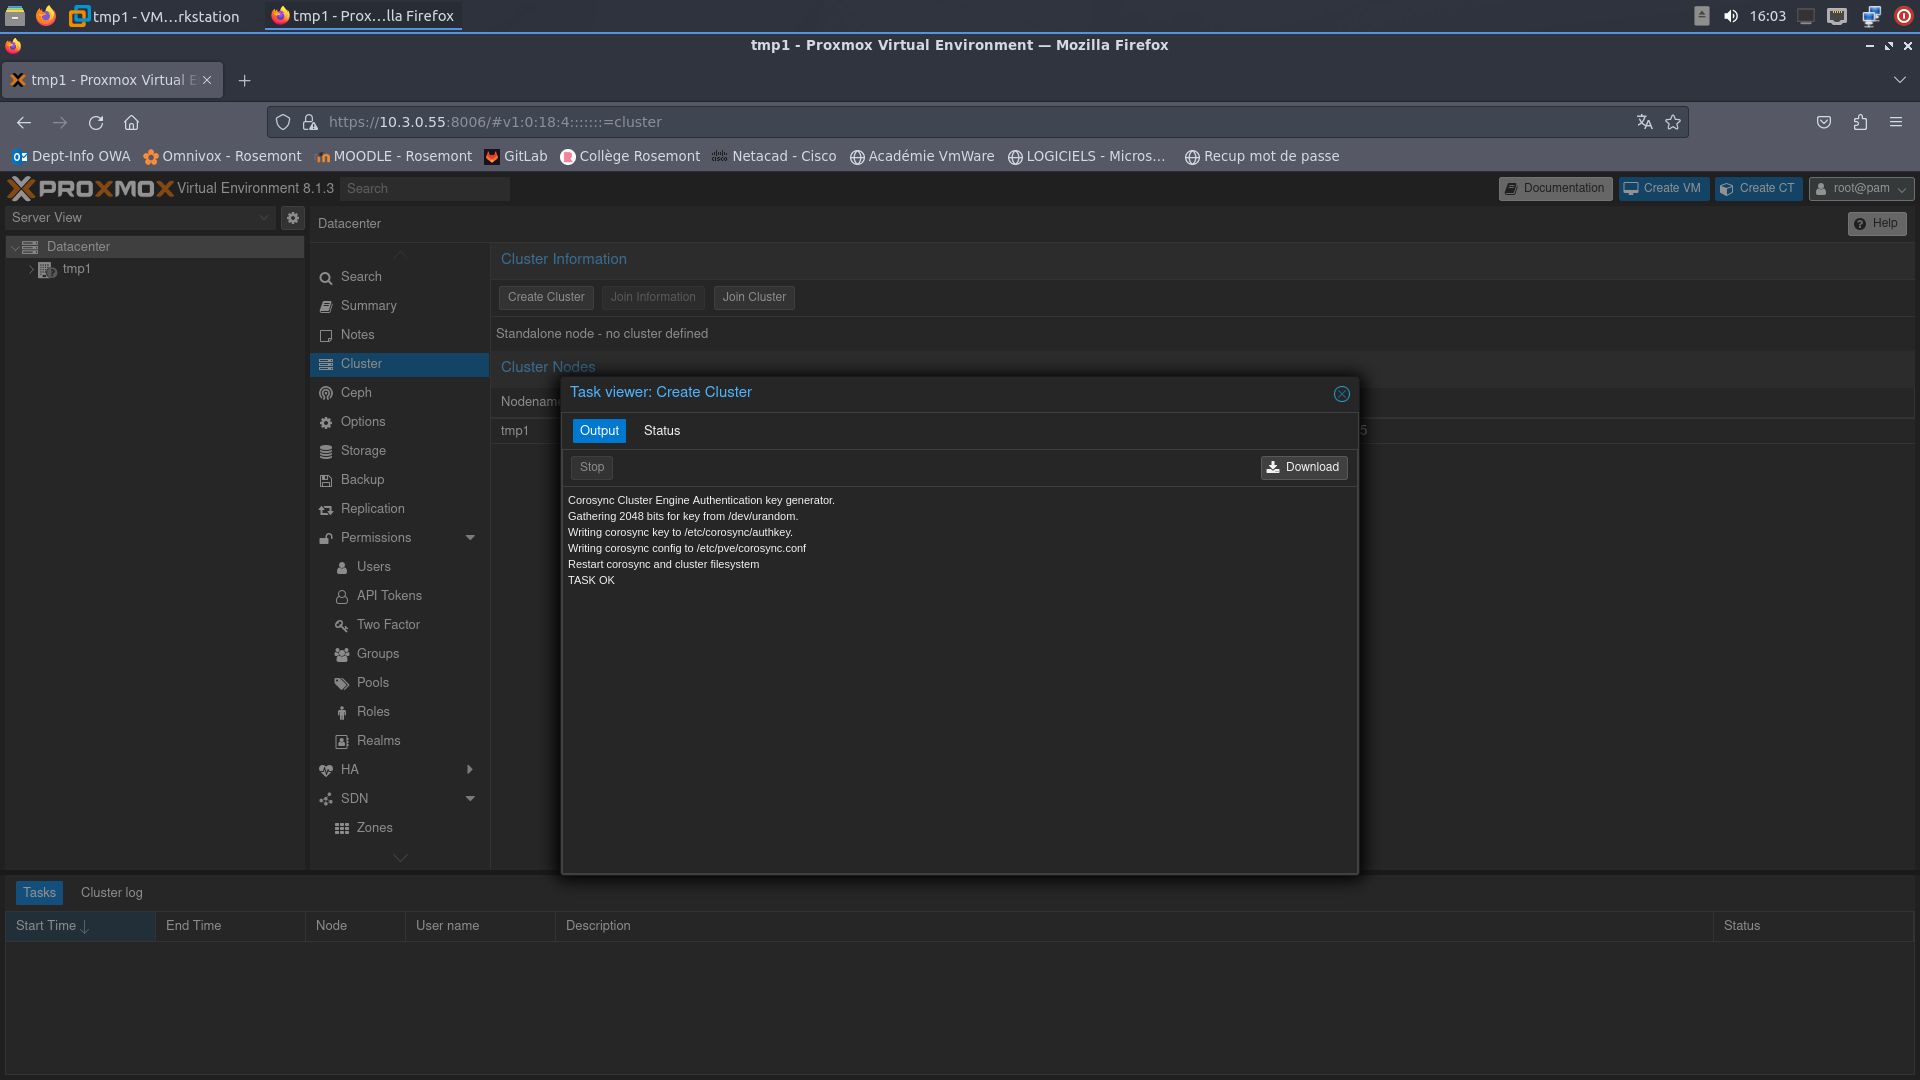 tmp1 - VM...rkstation
tmp1 - Prox...lla Firefox
16:03
tmp1 - Proxmox Virtual Environment — Mozilla Firefox
tmp1 - Proxmox Virtual E
https://10.3.0.55:8006/#v1:0:18:4:::::::=cluster
Dept-Info OWA
Omnivox - Rosemont
MOODLE - Rosemont
GitLab
Collège Rosemont
Netacad - Cisco
Académie VmWare
LOGICIELS - Micros...
Recup mot de passe
PROXMOX Virtual Environment 8.1.3
Search
Documentation
Create VM
Create CT
root@pam
Server View
Datacenter
tmp1
Datacenter
Help
Search
Summary
Notes
Cluster
Ceph
Options
Storage
Backup
Replication
Permissions
Users
API Tokens
Two Factor
Groups
Pools
Roles
Realms
HA
SDN
Zones
Cluster Information
Create Cluster
Join Information
Join Cluster
Standalone node - no cluster defined
Cluster Nodes
Nodenam
tmp1
5
Task viewer: Create Cluster
Output
Status
Stop
Download
Corosync Cluster Engine Authentication key generator.
Gathering 2048 bits for key from /dev/urandom.
Writing corosync key to /etc/corosync/authkey.
Writing corosync config to /etc/pve/corosync.conf
Restart corosync and cluster filesystem
TASK OK
Tasks
Cluster log
Start Time
End Time
Node
User name
Description
Status